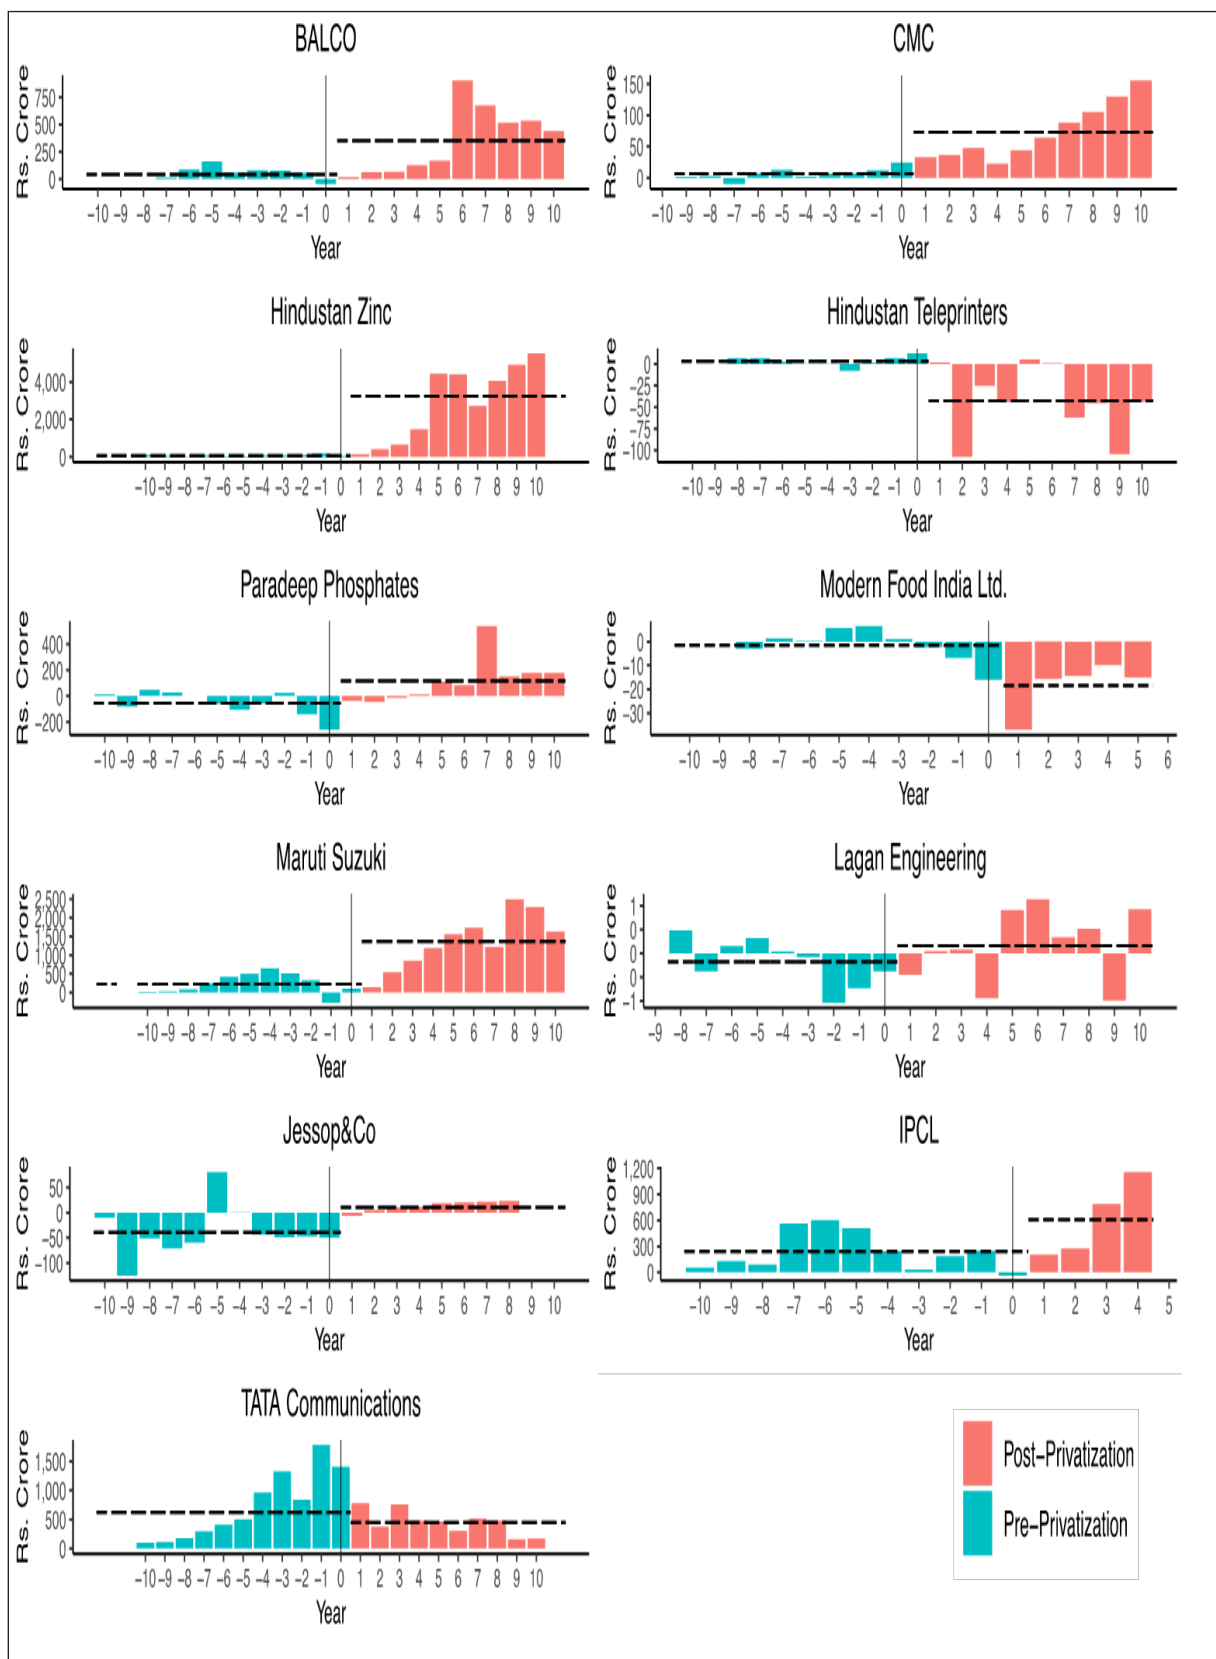 BALCO
Rs. Crore
750
500
250
0
-10 -9 -8 -7 -6 -5 -4 -3 -2 -1 0 1 2 3 4 5 6 7 8 9 10
Year
CMC
Rs. Crore
150
100
50
0
-10 -9 -8 -7 -6 -5 -4 -3 -2 -1 0 1 2 3 4 5 6 7 8 9 10
Year
Hindustan Zinc
Rs. Crore
4,000
2,000
0
-10 -9 -8 -7 -6 -5 -4 -3 -2 -1 0 1 2 3 4 5 6 7 8 9 10
Year
Hindustan Teleprinters
Rs. Crore
0
-25
-50
-75
-100
-10 -9 -8 -7 -6 -5 -4 -3 -2 -1 0 1 2 3 4 5 6 7 8 9 10
Year
Paradeep Phosphates
Rs. Crore
400
200
0
-200
-10 -9 -8 -7 -6 -5 -4 -3 -2 -1 0 1 2 3 4 5 6 7 8 9 10
Year
Modern Food India Ltd.
Rs. Crore
0
-10
-20
-30
-10 -9 -8 -7 -6 -5 -4 -3 -2 -1 0 1 2 3 4 5 6
Year
Maruti Suzuki
Rs. Crore
2,500
2,000
1,500
1,000
500
0
-10 -9 -8 -7 -6 -5 -4 -3 -2 -1 0 1 2 3 4 5 6 7 8 9 10
Year
Lagan Engineering
Rs. Crore
1
0
0
0
-1
-9 -8 -7 -6 -5 -4 -3 -2 -1 0 1 2 3 4 5 6 7 8 9 10
Year
Jessop&Co
Rs. Crore
50
0
-50
-100
-10 -9 -8 -7 -6 -5 -4 -3 -2 -1 0 1 2 3 4 5 6 7 8 9 10
Year
IPCL
Rs. Crore
1,200
900
600
300
0
-10 -9 -8 -7 -6 -5 -4 -3 -2 -1 0 1 2 3 4 5
Year
TATA Communications
Rs. Crore
1,500
1,000
500
0
-10 -9 -8 -7 -6 -5 -4 -3 -2 -1 0 1 2 3 4 5 6 7 8 9 10
Year
Post-Privatization
Pre-Privatization